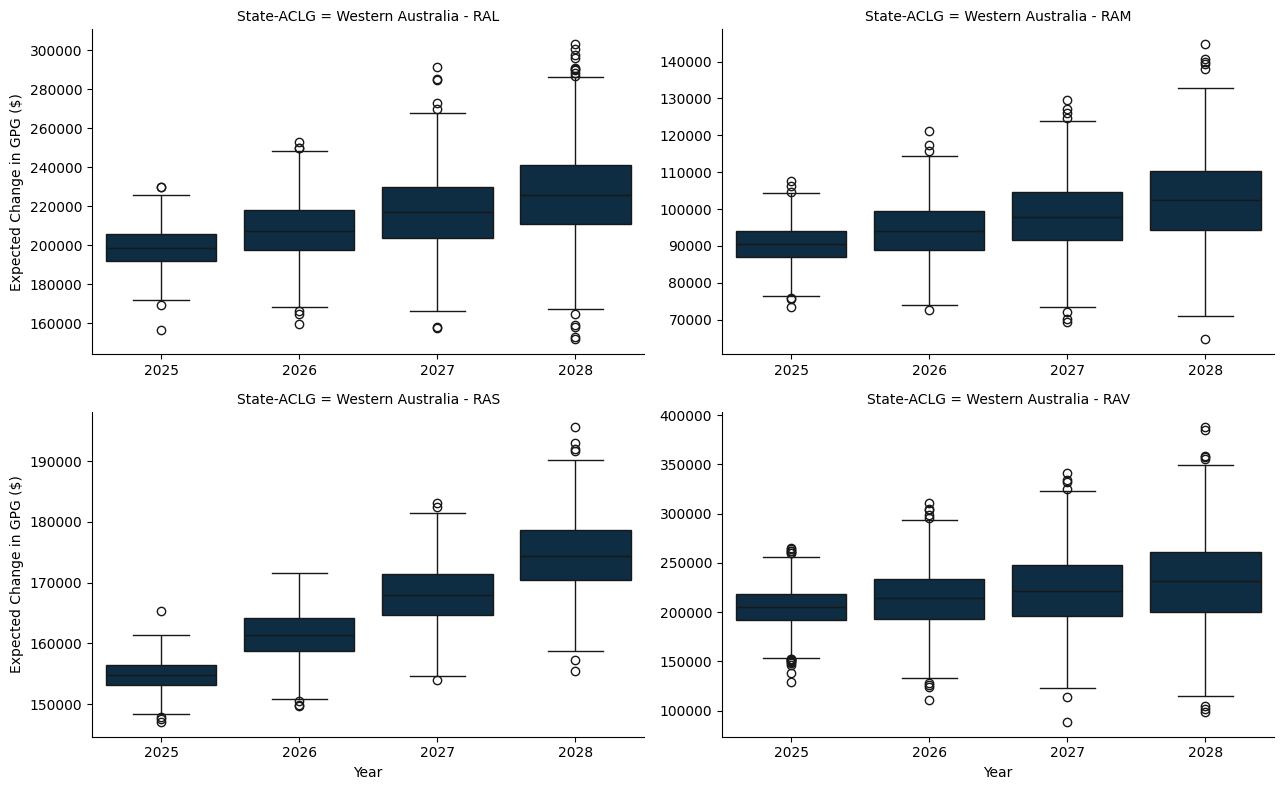 State-ACLG = Western Australia - RAL
Expected Change in GPG ($)
300000
280000
260000
240000
220000
200000
180000
160000
2025 2026 2027 2028
State-ACLG = Western Australia - RAM
140000
130000
120000
110000
100000
90000
80000
70000
2025 2026 2027 2028
State-ACLG = Western Australia - RAS
Expected Change in GPG ($)
190000
180000
170000
160000
150000
2025 2026 2027 2028
Year
State-ACLG = Western Australia - RAV
400000
350000
300000
250000
200000
150000
100000
2025 2026 2027 2028
Year